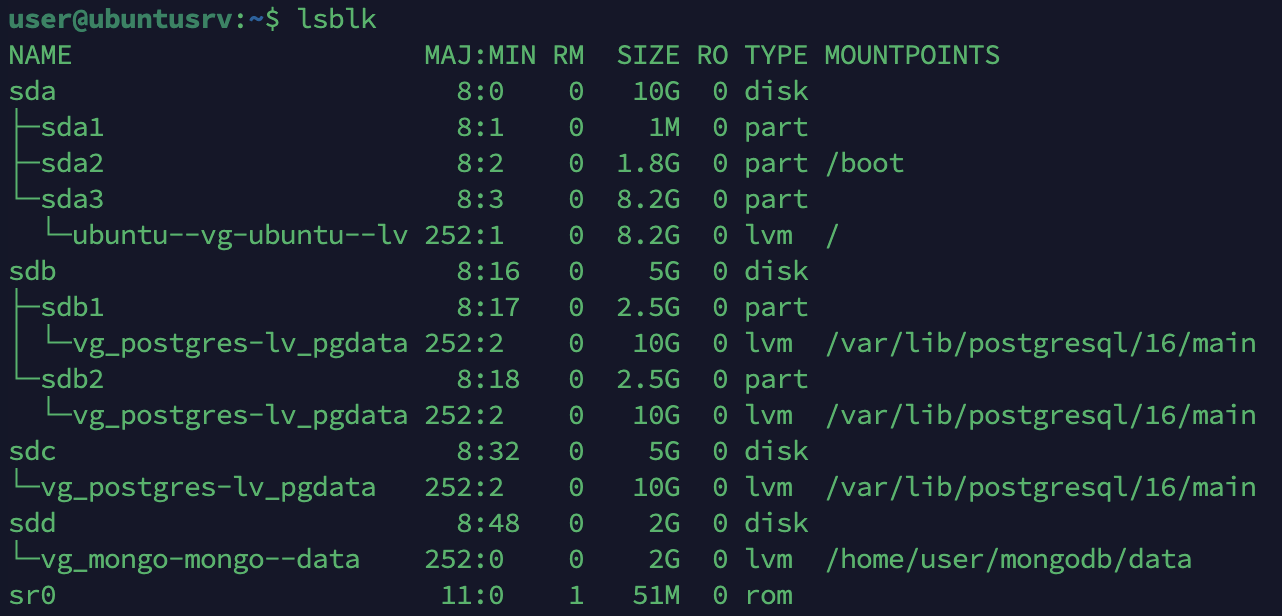 user@ubuntusrv:~$ lsblk
NAME                      MAJ:MIN RM   SIZE RO TYPE MOUNTPOINTS
sda                         8:0    0    10G  0 disk
├─sda1                      8:1    0     1M  0 part
├─sda2                      8:2    0   1.8G  0 part /boot
└─sda3                      8:3    0   8.2G  0 part
  └─ubuntu--vg-ubuntu--lv 252:1    0   8.2G  0 lvm  /
sdb                         8:16   0     5G  0 disk
├─sdb1                      8:17   0   2.5G  0 part
│ └─vg_postgres-lv_pgdata 252:2    0    10G  0 lvm  /var/lib/postgresql/16/main
└─sdb2                      8:18   0   2.5G  0 part
  └─vg_postgres-lv_pgdata 252:2    0    10G  0 lvm  /var/lib/postgresql/16/main
sdc                         8:32   0     5G  0 disk
└─vg_postgres-lv_pgdata   252:2    0    10G  0 lvm  /var/lib/postgresql/16/main
sdd                         8:48   0     2G  0 disk
└─vg_mongo-mongo--data    252:0    0     2G  0 lvm  /home/user/mongodb/data
sr0                        11:0    1    51M  0 rom